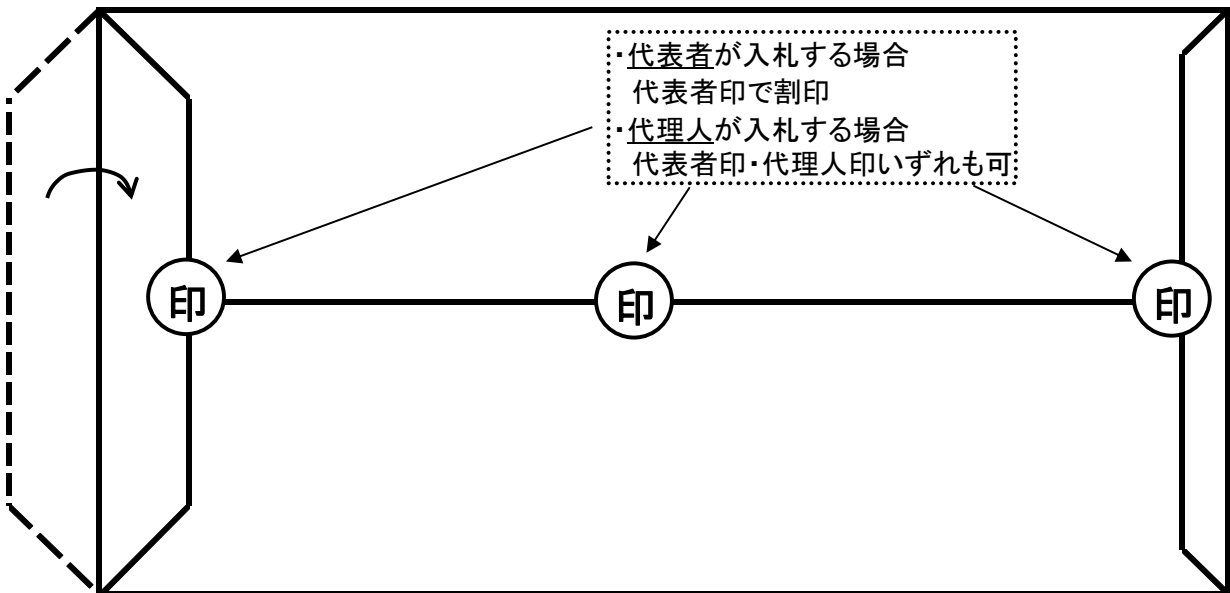 ・代表者が入札する場合
代表者印で割印
・代理人が入札する場合
代表者印・代理人印いずれも可
印
印
印